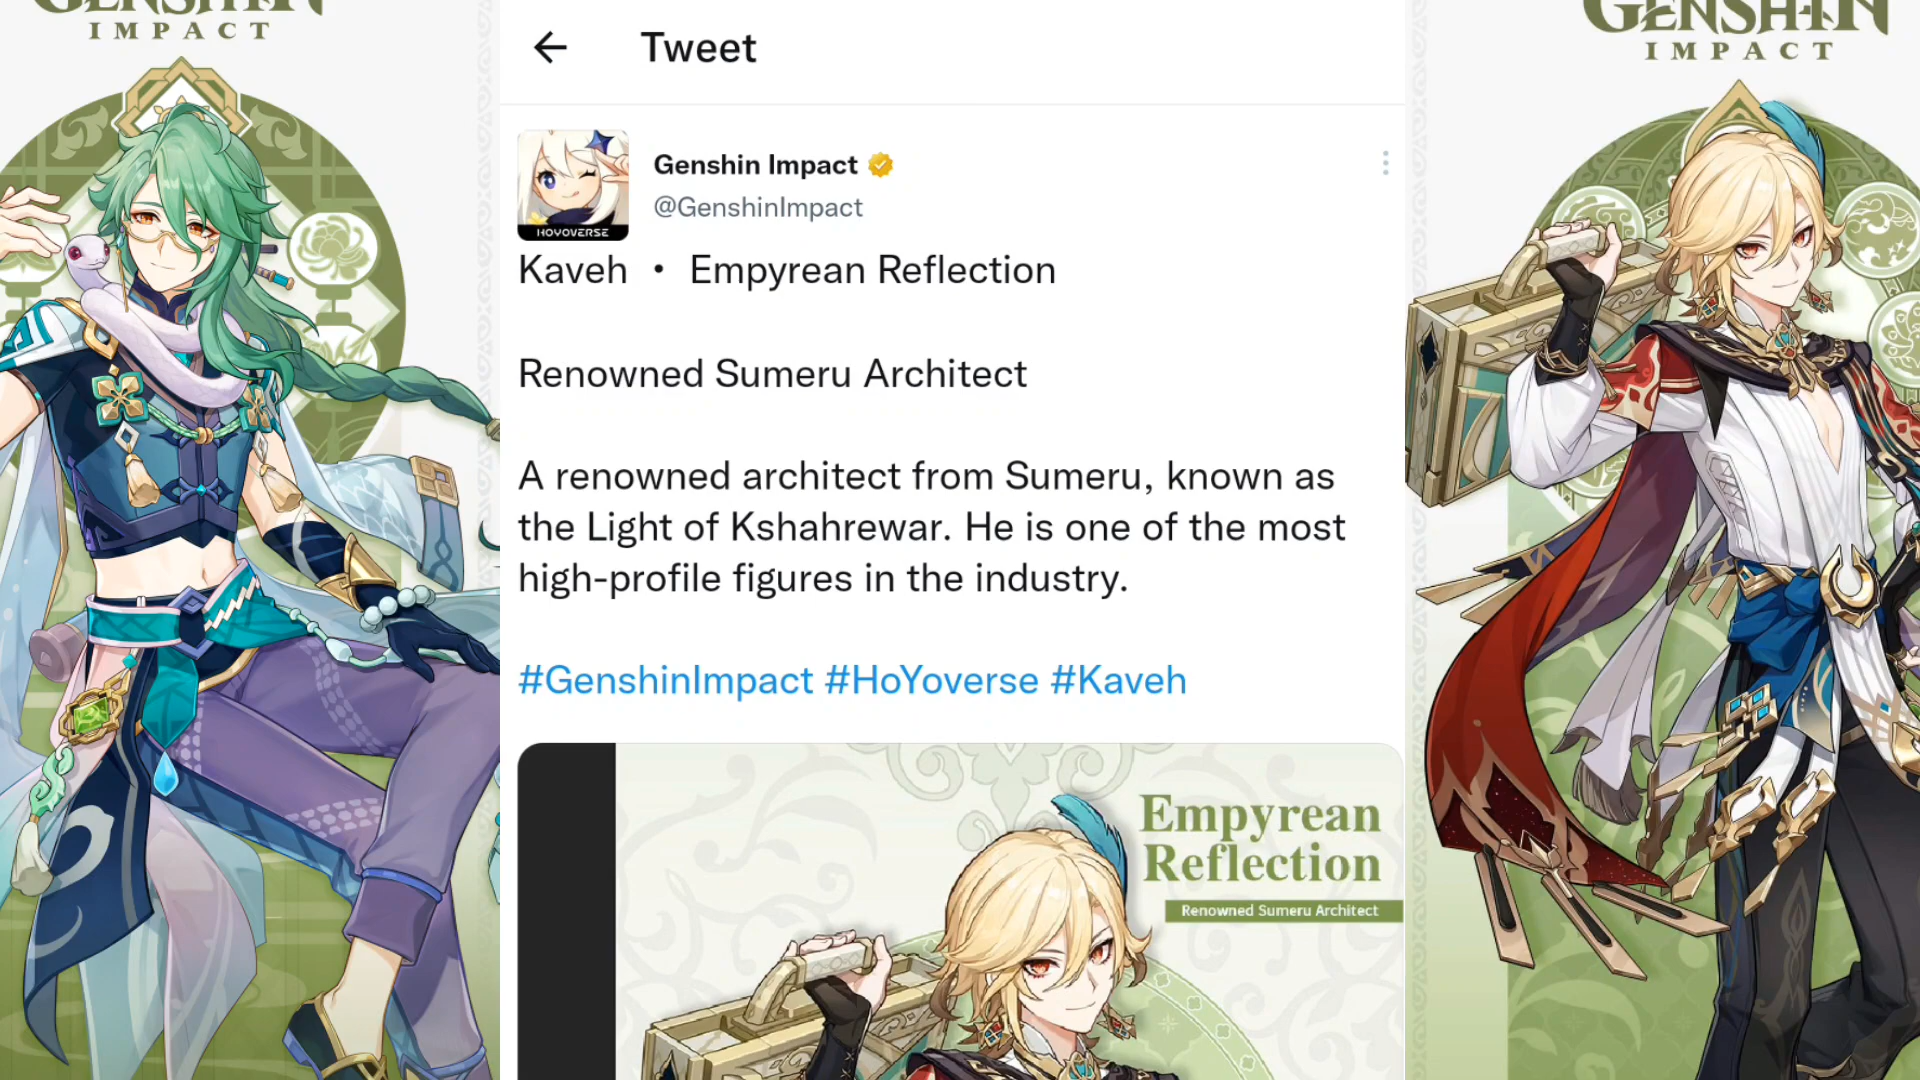 GENSHIN
IMPACT
Tweet
GENSHIN
IMPACT
HOYOVERSE
Genshin Impact
@GenshinImpact
Kaveh • Empyrean Reflection
Renowned Sumeru Architect
A renowned architect from Sumeru, known as
the Light of Kshahrewar. He is one of the most
high-profile figures in the industry.
#GenshinImpact #HoYoverse #Kaveh
Empyrean
Reflection
Renowned Sumeru Architect